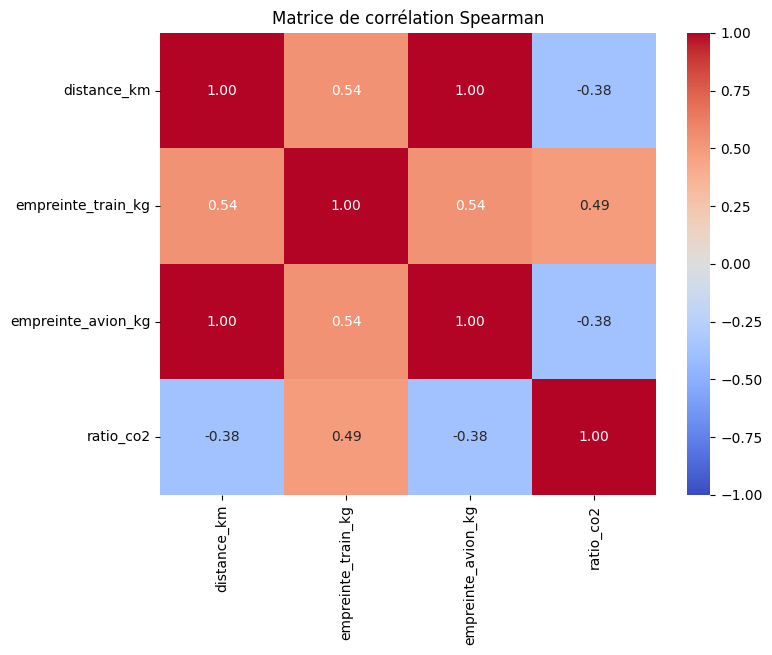 Matrice de corrélation Spearman
distance_km
1.00
0.54
1.00
-0.38
empreinte_train_kg
0.54
1.00
0.54
0.49
empreinte_avion_kg
1.00
0.54
1.00
-0.38
ratio_co2
-0.38
0.49
-0.38
1.00
distance_km
empreinte_train_kg
empreinte_avion_kg
ratio_co2
1.00
0.75
0.50
0.25
0.00
−0.25
−0.50
−0.75
−1.00